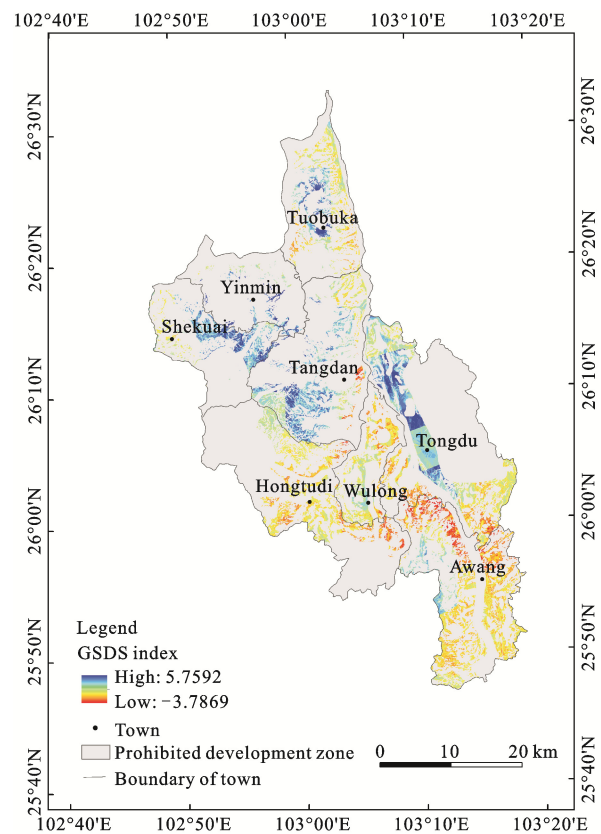 102°40'E 102°50'E 103°00'E 103°10'E 103°20'E
26°30'N 26°30'N
Tuobuka
26°20'N 26°20'N
Yinmin
Shekuai
Tangdan
26°10'N 26°10'N
Tongdu
Hongtudi Wulong
26°00'N 26°00'N
Awang
Legend
GSDS index
25°50'N 25°50'N
High: 5.7592
Low: −3.7869
Town
Prohibited development zone 0 10 20 km
Boundary of town
25°40'N 25°40'N
102°40'E 102°50'E 103°00'E 103°10'E 103°20'E